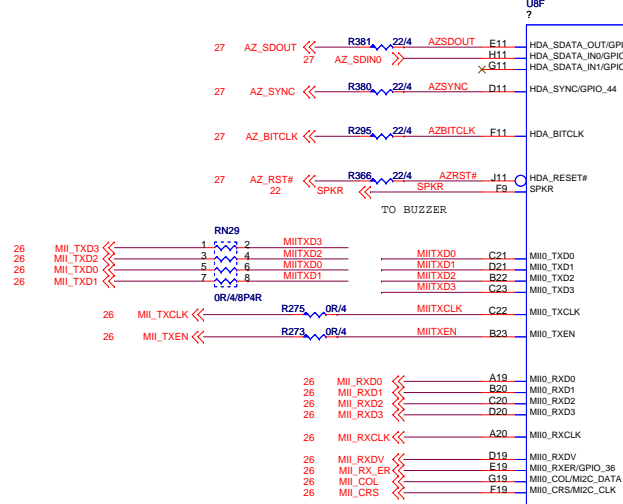 U8F
?
27 AZ_SDOUT R381 22/4 AZSDOUT E11 HDA_SDATA_OUT/GPI
27 AZ_SDIN0 H11 HDA_SDATA_IN0/GPIO
G11 HDA_SDATA_IN1/GPIO
27 AZ_SYNC R380 22/4 AZSYNC D11 HDA_SYNC/GPIO_44
27 AZ_BITCLK R295 22/4 AZBITCLK F11 HDA_BITCLK
27 AZ_RST# R366 22/4 AZRST# J11 HDA_RESET#
22 SPKR SPKR F9 SPKR
TO BUZZER
RN29
26 MII_TXD3 1 2 MIITXD3
26 MII_TXD2 3 4 MIITXD2 MIITXD0 C21 MII0_TXD0
26 MII_TXD0 5 6 MIITXD0 MIITXD1 D21 MII0_TXD1
26 MII_TXD1 7 8 MIITXD1 MIITXD2 B22 MII0_TXD2
MIITXD3 C23 MII0_TXD3
0R/4/8P4R
26 MII_TXCLK R275 0R/4 MIITXCLK C22 MII0_TXCLK
26 MII_TXEN R273 0R/4 MIITXEN B23 MII0_TXEN
26 MII_RXD0 A19 MII0_RXD0
26 MII_RXD1 B20 MII0_RXD1
26 MII_RXD2 C20 MII0_RXD2
26 MII_RXD3 D20 MII0_RXD3
26 MII_RXCLK A20 MII0_RXCLK
26 MII_RXDV D19 MII0_RXDV
26 MII_RX_ER E19 MII0_RXER/GPIO_36
26 MII_COL G19 MII0_COL/MI2C_DATA
26 MII_CRS F19 MII0_CRS/MI2C_CLK